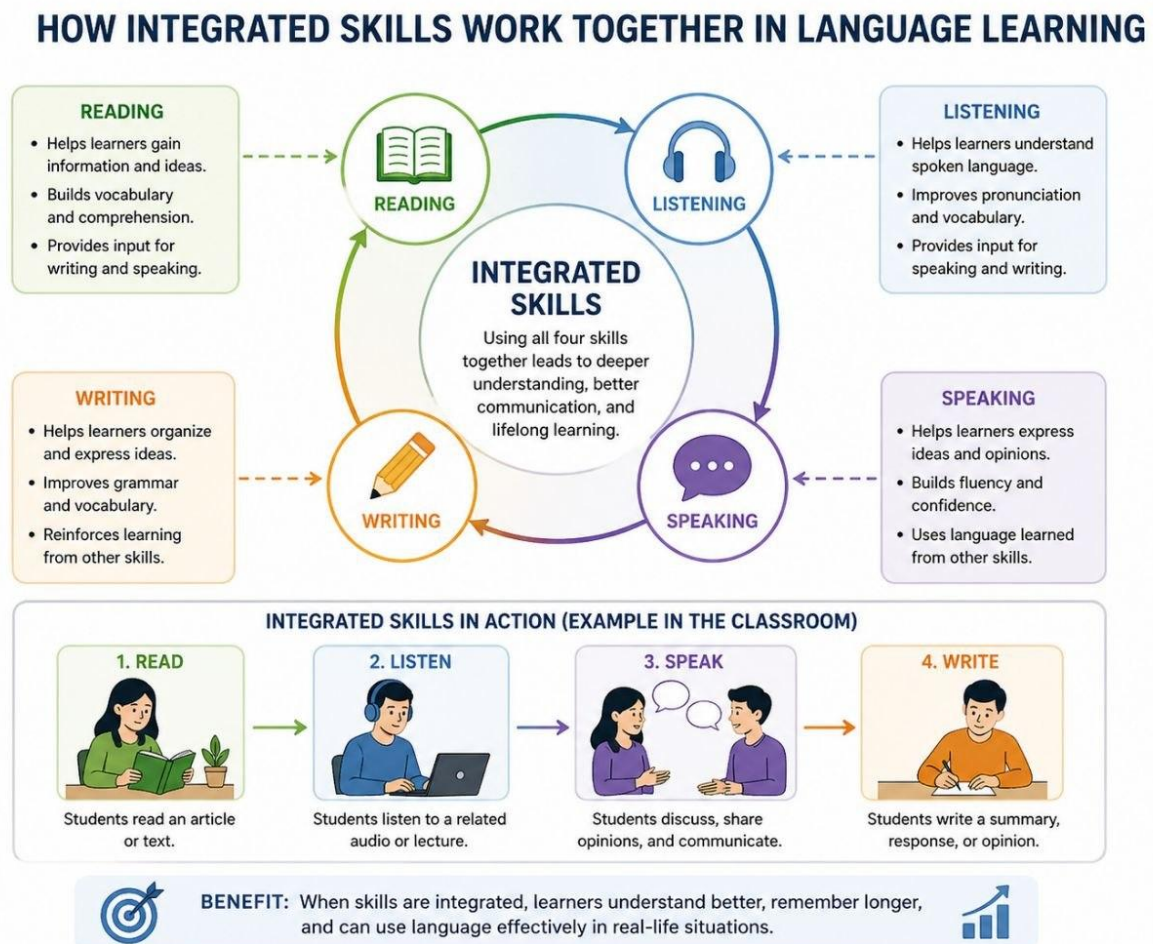 HOW INTEGRATED SKILLS WORK TOGETHER IN LANGUAGE LEARNING
READING
• Helps learners gain
information and ideas.
• Builds vocabulary
and comprehension.
• Provides input for
writing and speaking.
READING
LISTENING
LISTENING
• Helps learners understand
spoken language.
• Improves pronunciation
and vocabulary.
• Provides input for
speaking and writing.
INTEGRATED
SKILLS
Using all four skills
together leads to deeper
understanding, better
communication, and
lifelong learning.
WRITING
• Helps learners organize
and express ideas.
• Improves grammar
and vocabulary.
• Reinforces learning
from other skills.
WRITING
SPEAKING
SPEAKING
• Helps learners express
ideas and opinions.
• Builds fluency and
confidence.
• Uses language learned
from other skills.
INTEGRATED SKILLS IN ACTION (EXAMPLE IN THE CLASSROOM)
1. READ
Students read an article
or text.
2. LISTEN
Students listen to a related
audio or lecture.
3. SPEAK
Students discuss, share
opinions, and communicate.
4. WRITE
Students write a summary,
response, or opinion.
BENEFIT: When skills are integrated, learners understand better, remember longer,
and can use language effectively in real-life situations.